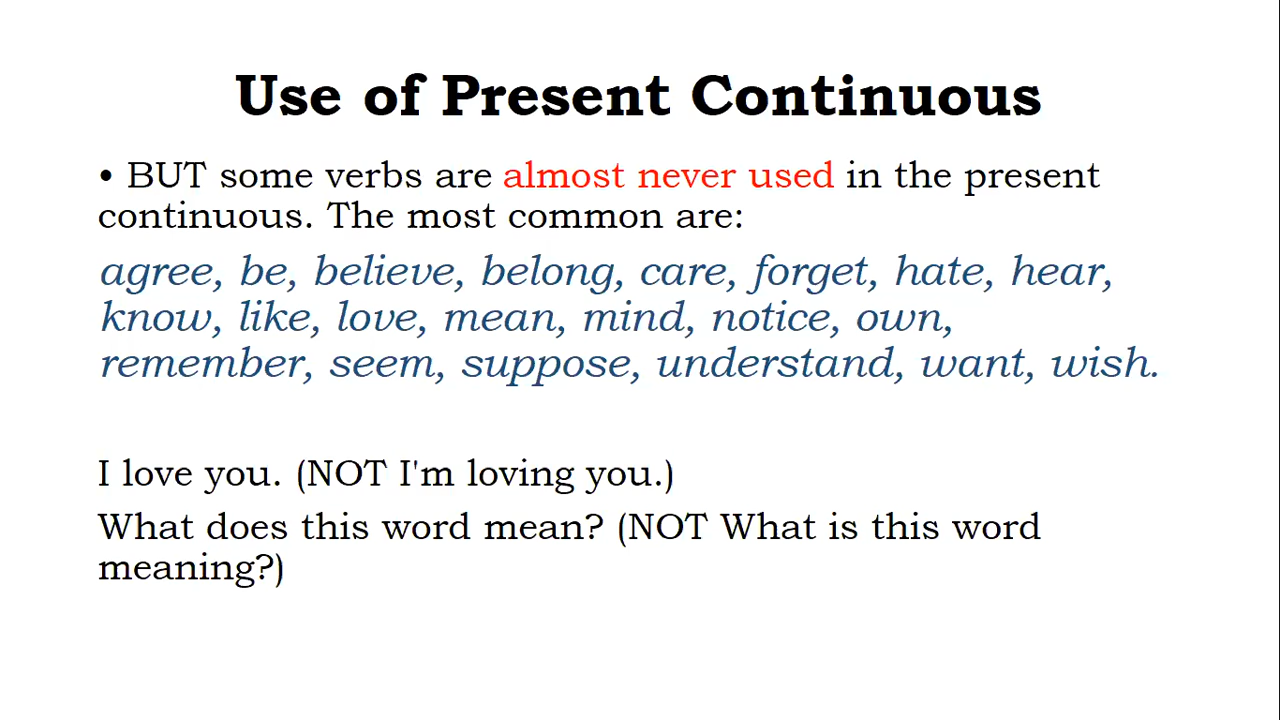 Use of Present Continuous
• BUT some verbs are almost never used in the present
continuous. The most common are:
agree, be, believe, belong, care, forget, hate, hear,
know, like, love, mean, mind, notice, own,
remember, seem, suppose, understand, want, wish.
I love you. (NOT I'm loving you.)
What does this word mean? (NOT What is this word
meaning?)